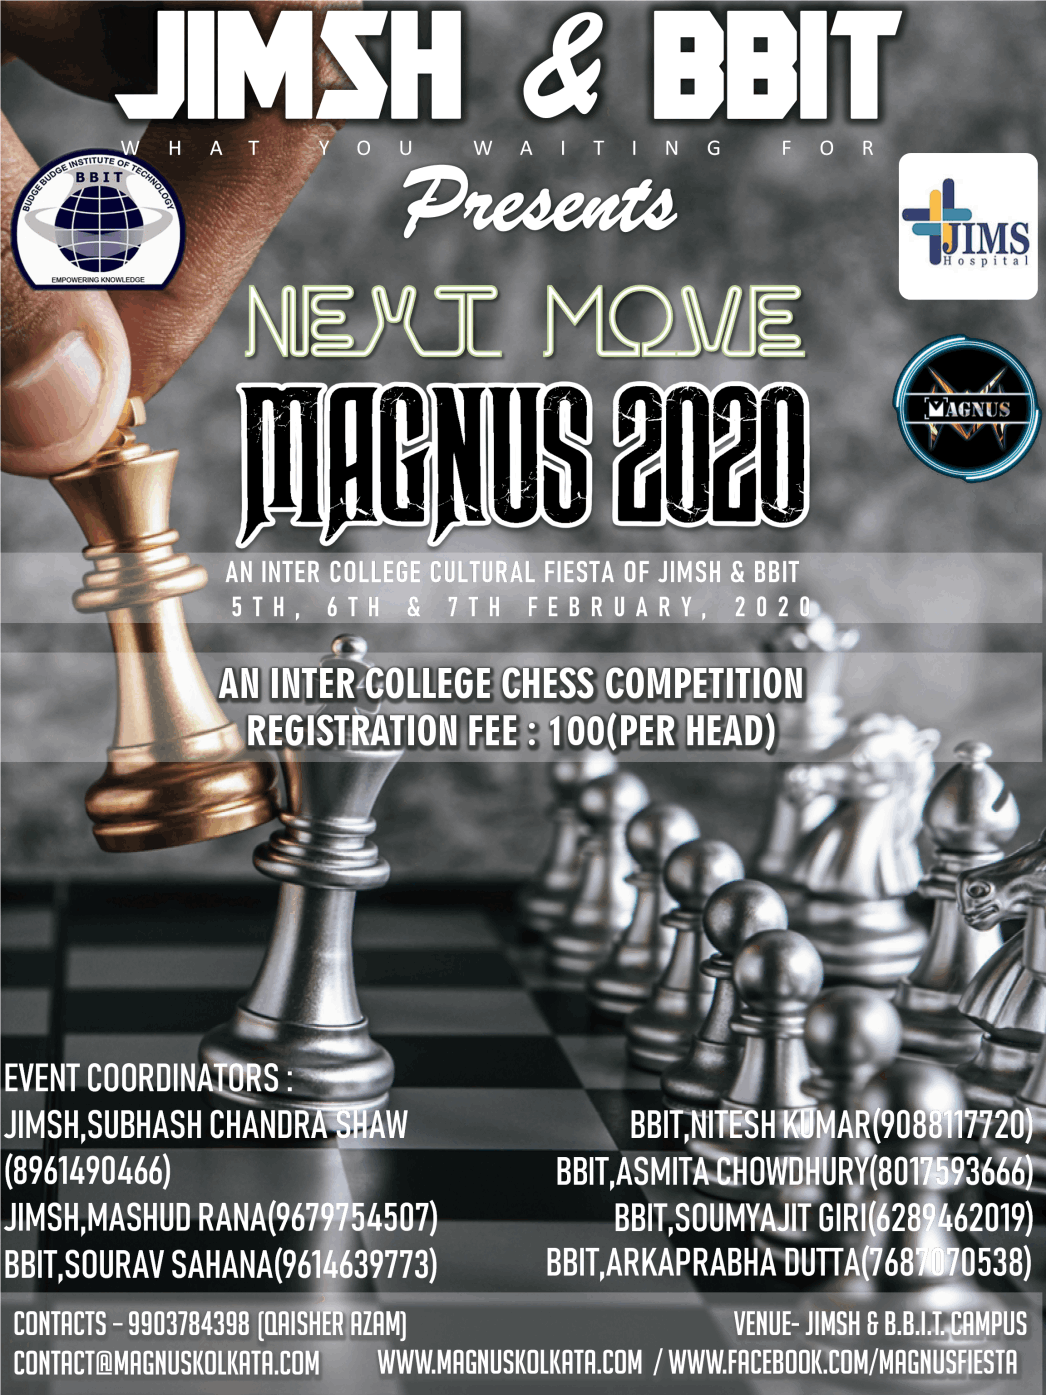 JIMSH & BBIT
WHAT YOU WAITING FOR
Presents
BUDGE BUDGE INSTITUTE OF TECHNOLOGY
BBIT
EMPOWERING KNOWLEDGE
JIMS
Hospital
NEXT MOVE
MAGNUS 2020
MAGNUS
AN INTER COLLEGE CULTURAL FIESTA OF JIMSH & BBIT
5TH, 6TH & 7TH FEBRUARY, 2020
AN INTER COLLEGE CHESS COMPETITION
REGISTRATION FEE : 100(PER HEAD)
EVENT COORDINATORS :
JIMSH,SUBHASH CHANDRA SHAW
(8961490466)
JIMSH,MASHUD RANA(9679754507)
BBIT,SOURAV SAHANA(9614639773)
BBIT,NITESH KUMAR(9088117720)
BBIT,ASMITA CHOWDHURY(8017593666)
BBIT,SOUMYAJIT GIRI(6289462019)
BBIT,ARKAPRABHA DUTTA(7687070538)
CONTACTS - 9903784398 (QAISHER AZAM)
VENUE- JIMSH & B.B.I.T. CAMPUS
CONTACT@MAGNUSKOLKATA.COM
WWW.MAGNUSKOLKATA.COM / WWW.FACEBOOK.COM/MAGNUSFIESTA